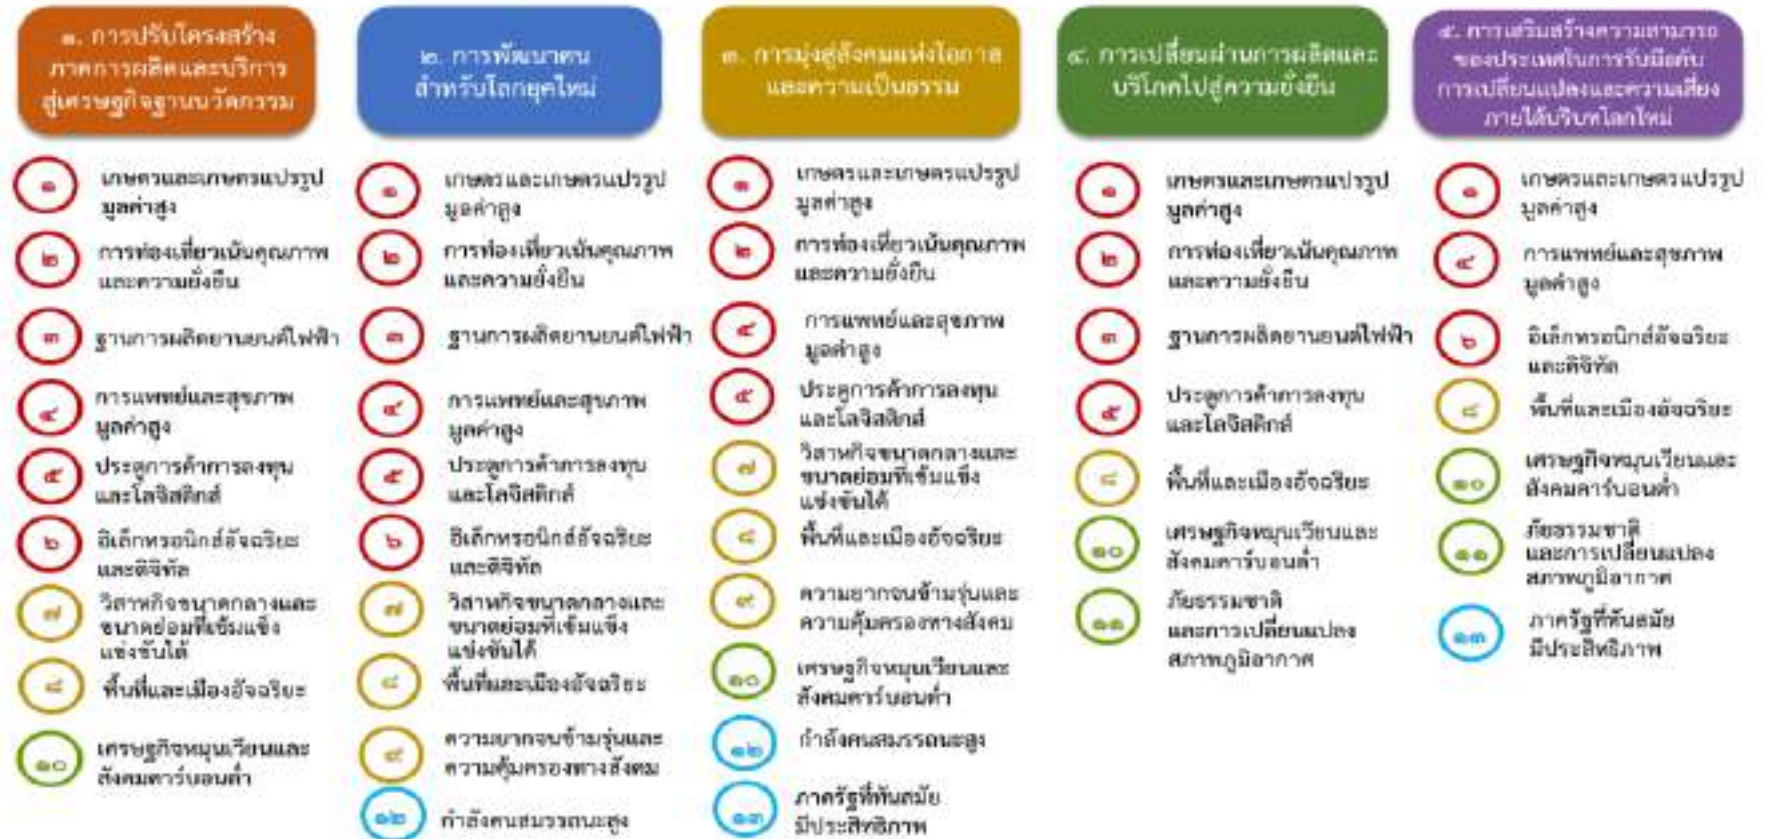 ๑. การปรับโครงสร้าง
ภาคการผลิตและบริการ
สู่เศรษฐกิจฐานนวัตกรรม
๑
เกษตรและเกษตรแปรรูป
มูลค่าสูง
๒
การท่องเที่ยวเน้นคุณภาพ
และความยั่งยืน
๓
ฐานการผลิตยานยนต์ไฟฟ้า
๔
การแพทย์และสุขภาพ
มูลค่าสูง
๕
ประตูการค้าการลงทุน
และโลจิสติกส์
๖
อิเล็กทรอนิกส์อัจฉริยะ
และดิจิทัล
๗
วิสาหกิจขนาดกลางและ
ขนาดย่อมที่เข้มแข็ง
แข่งขันได้
๘
พื้นที่และเมืองอัจฉริยะ
๑๐
เศรษฐกิจหมุนเวียนและ
สังคมคาร์บอนต่ำ
๒. การพัฒนาคน
สำหรับโลกยุคใหม่
๑
เกษตรและเกษตรแปรรูป
มูลค่าสูง
๒
การท่องเที่ยวเน้นคุณภาพ
และความยั่งยืน
๓
ฐานการผลิตยานยนต์ไฟฟ้า
๔
การแพทย์และสุขภาพ
มูลค่าสูง
๕
ประตูการค้าการลงทุน
และโลจิสติกส์
๖
อิเล็กทรอนิกส์อัจฉริยะ
และดิจิทัล
๗
วิสาหกิจขนาดกลางและ
ขนาดย่อมที่เข้มแข็ง
แข่งขันได้
๘
พื้นที่และเมืองอัจฉริยะ
๙
ความยากจนข้ามรุ่นและ
ความคุ้มครองทางสังคม
๑๒
กำลังคนสมรรถนะสูง
๓. การมุ่งสู่สังคมแห่งโอกาส
และความเป็นธรรม
๑
เกษตรและเกษตรแปรรูป
มูลค่าสูง
๒
การท่องเที่ยวเน้นคุณภาพ
และความยั่งยืน
๔
การแพทย์และสุขภาพ
มูลค่าสูง
๕
ประตูการค้าการลงทุน
และโลจิสติกส์
๗
วิสาหกิจขนาดกลางและ
ขนาดย่อมที่เข้มแข็ง
แข่งขันได้
๘
พื้นที่และเมืองอัจฉริยะ
๙
ความยากจนข้ามรุ่นและ
ความคุ้มครองทางสังคม
๑๐
เศรษฐกิจหมุนเวียนและ
สังคมคาร์บอนต่ำ
๑๒
กำลังคนสมรรถนะสูง
๑๓
ภาครัฐที่ทันสมัย
มีประสิทธิภาพ
๔. การเปลี่ยนผ่านการผลิตและ
บริโภคไปสู่ความยั่งยืน
๑
เกษตรและเกษตรแปรรูป
มูลค่าสูง
๒
การท่องเที่ยวเน้นคุณภาพ
และความยั่งยืน
๓
ฐานการผลิตยานยนต์ไฟฟ้า
๕
ประตูการค้าการลงทุน
และโลจิสติกส์
๘
พื้นที่และเมืองอัจฉริยะ
๑๐
เศรษฐกิจหมุนเวียนและ
สังคมคาร์บอนต่ำ
๑๑
ภัยธรรมชาติ
และการเปลี่ยนแปลง
สภาพภูมิอากาศ
๕. การเสริมสร้างความสามารถ
ของประเทศในการรับมือกับ
การเปลี่ยนแปลงและความเสี่ยง
ภายใต้บริบทโลกใหม่
๑
เกษตรและเกษตรแปรรูป
มูลค่าสูง
๔
การแพทย์และสุขภาพ
มูลค่าสูง
๖
อิเล็กทรอนิกส์อัจฉริยะ
และดิจิทัล
๘
พื้นที่และเมืองอัจฉริยะ
๑๐
เศรษฐกิจหมุนเวียนและ
สังคมคาร์บอนต่ำ
๑๑
ภัยธรรมชาติ
และการเปลี่ยนแปลง
สภาพภูมิอากาศ
๑๓
ภาครัฐที่ทันสมัย
มีประสิทธิภาพ